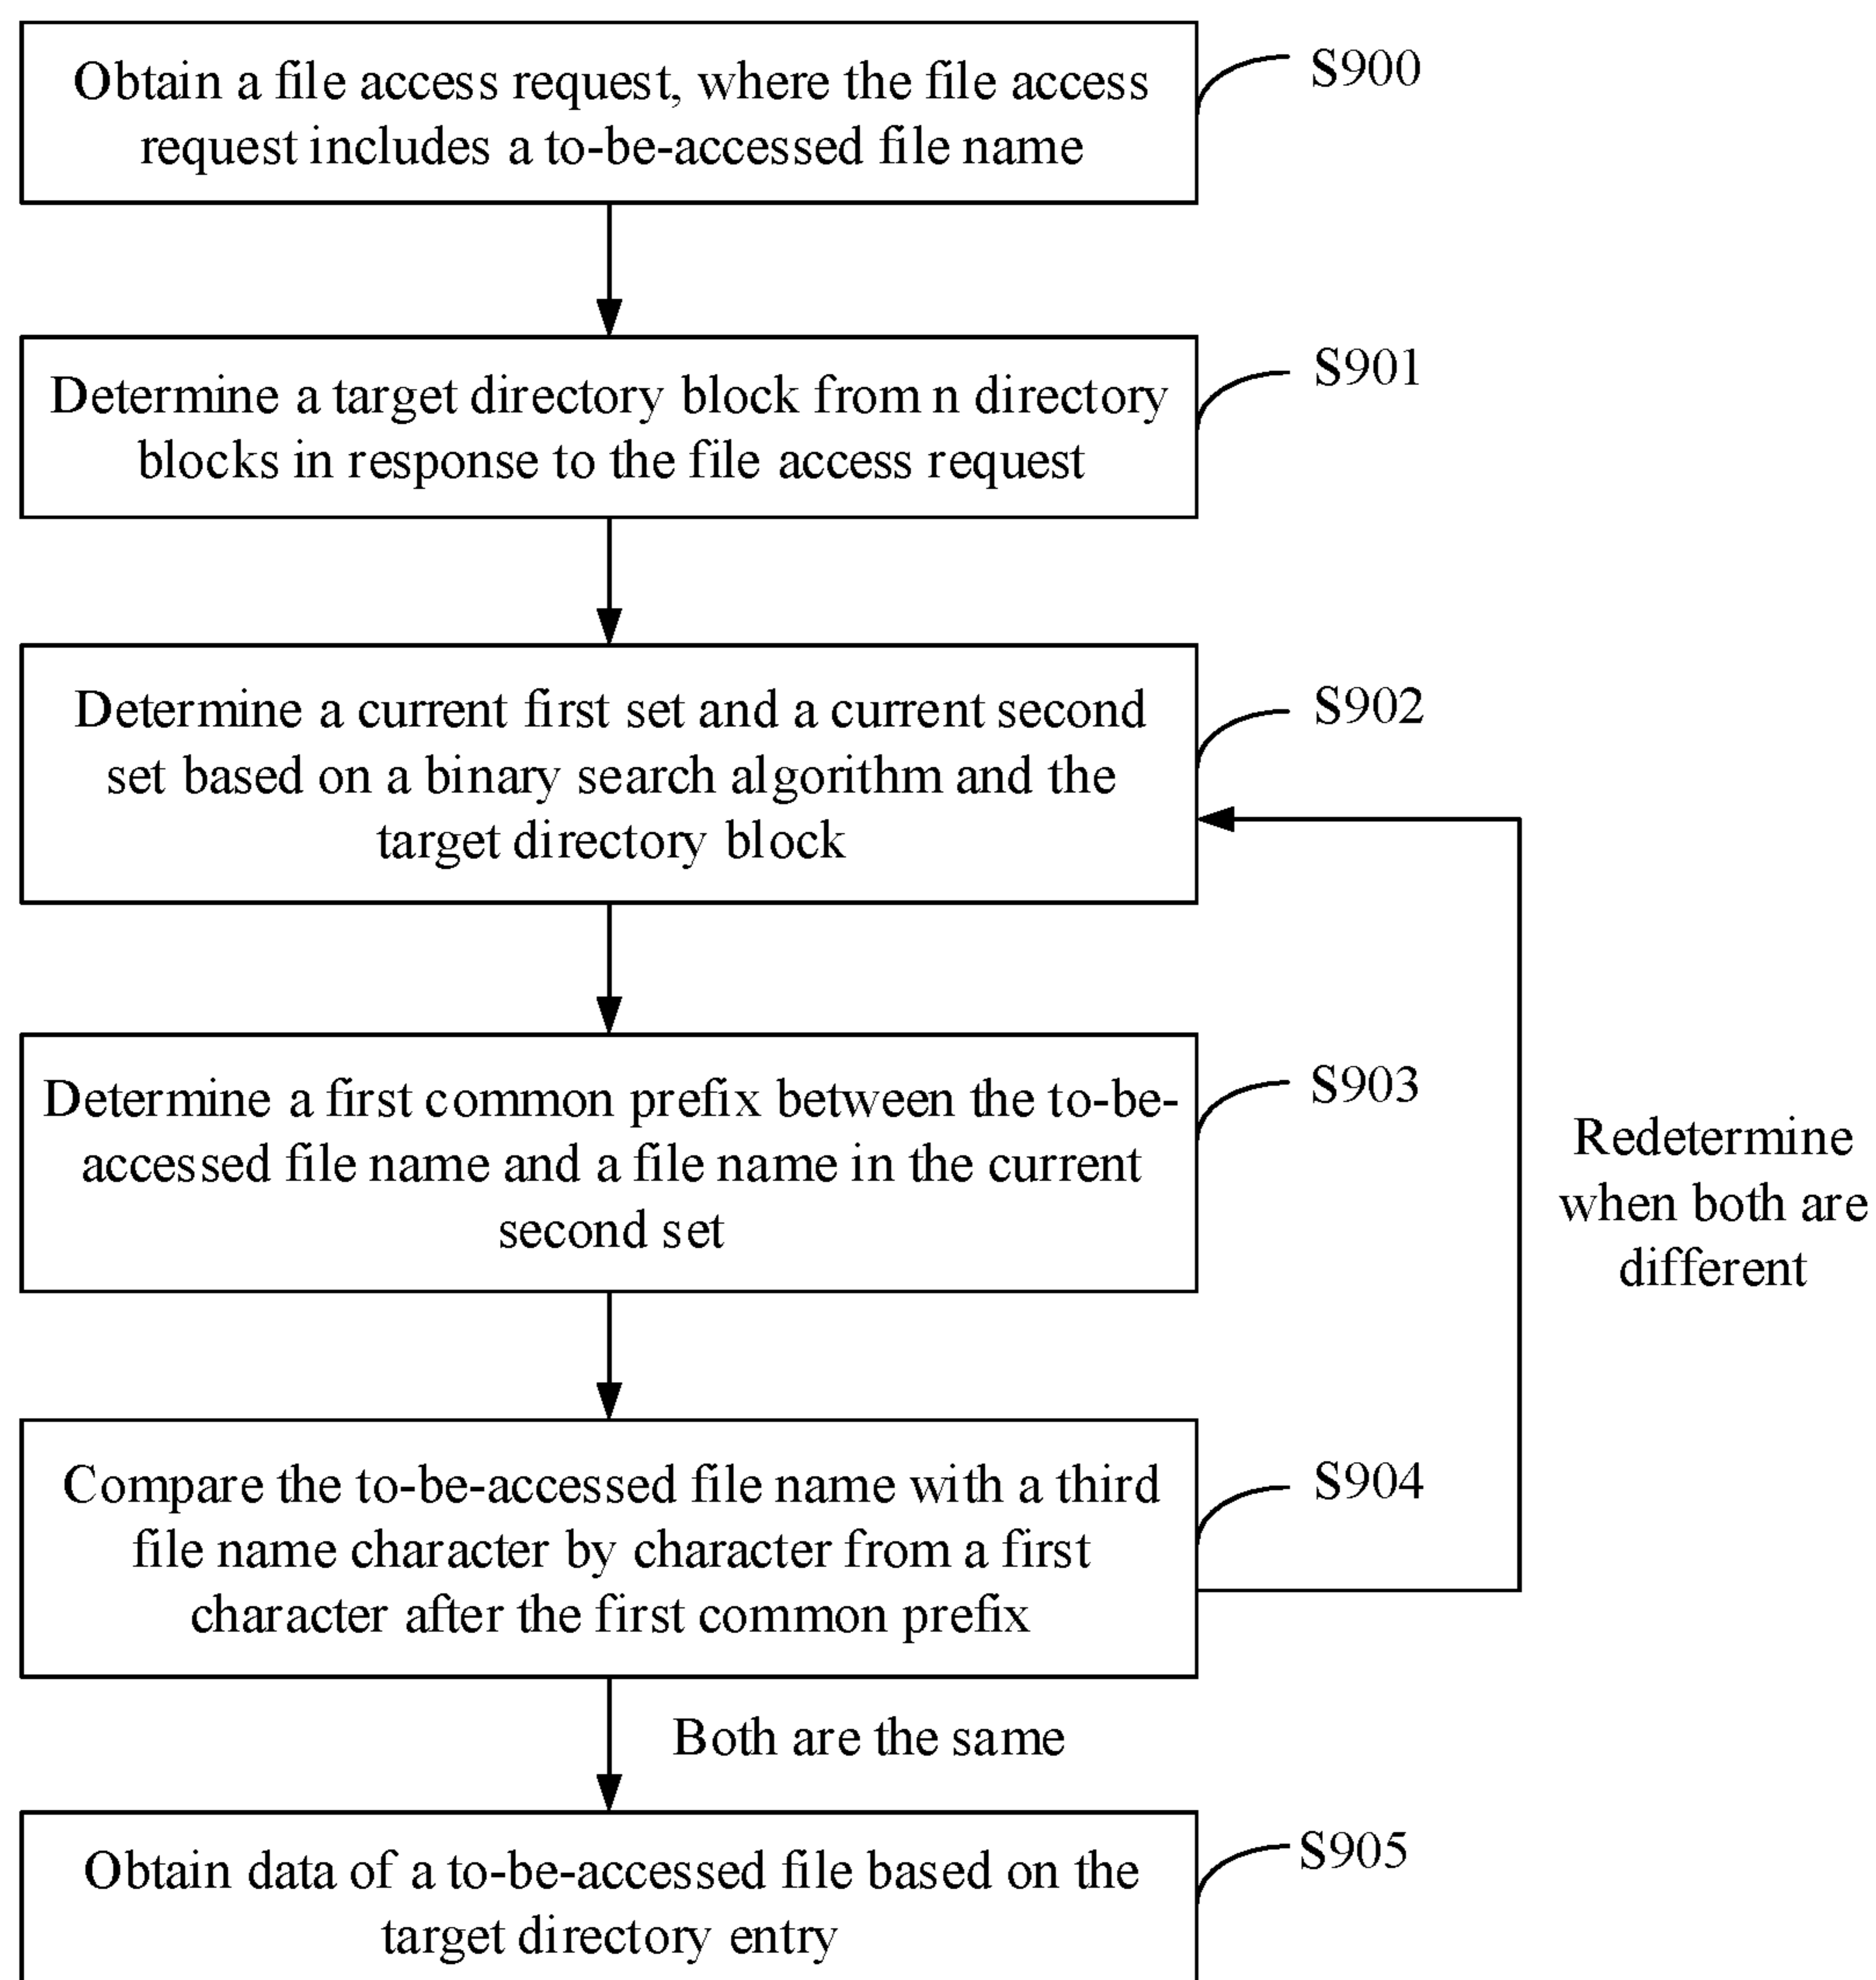 Obtain a file access request, where the file access
request includes a to-be-accessed file name
S900
Determine a target directory block from n directory
blocks in response to the file access request
S901
Determine a current first set and a current second
set based on a binary search algorithm and the
target directory block
S902
Determine a first common prefix between the to-be-
accessed file name and a file name in the current
second set
S903
Redetermine
when both are
different
Compare the to-be-accessed file name with a third
file name character by character from a first
character after the first common prefix
S904
Both are the same
Obtain data of a to-be-accessed file based on the
target directory entry
S905